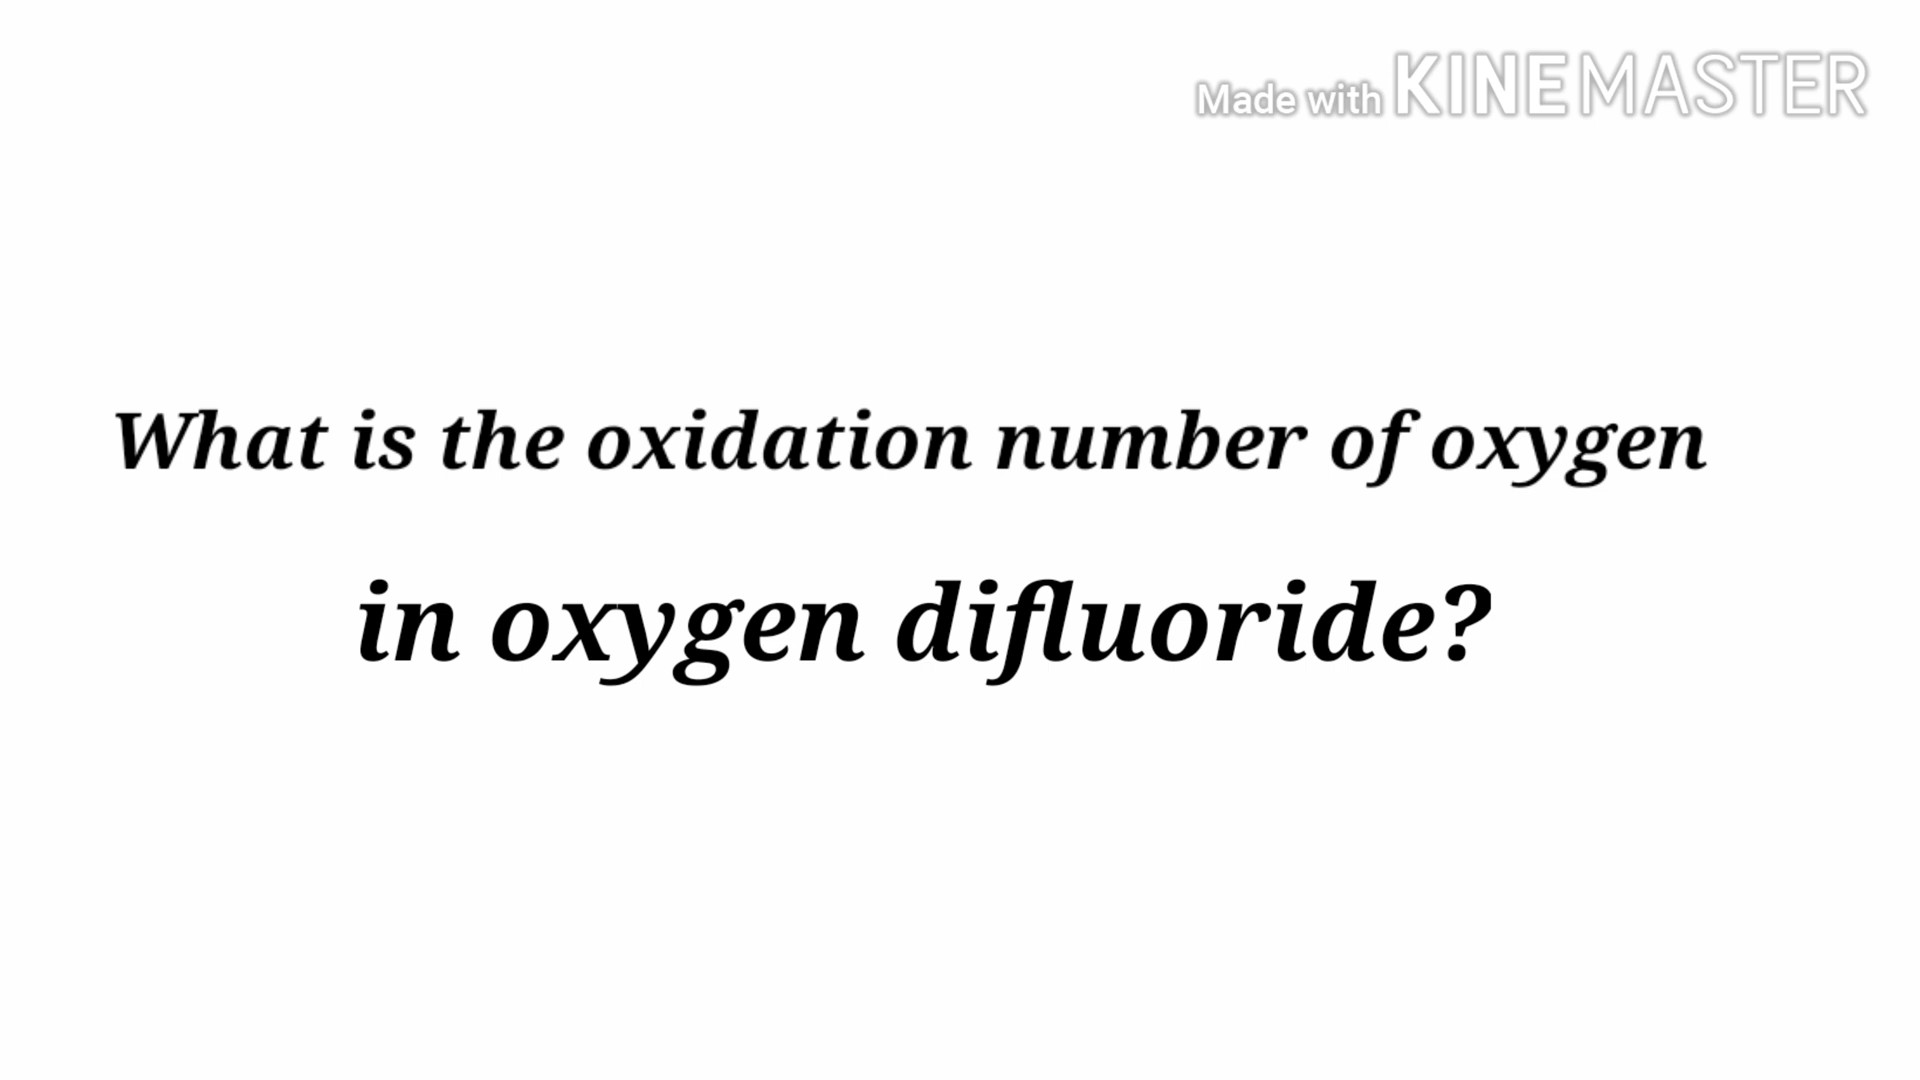 Made with KINEMASTER
What is the oxidation number of oxygen
in oxygen difluoride?